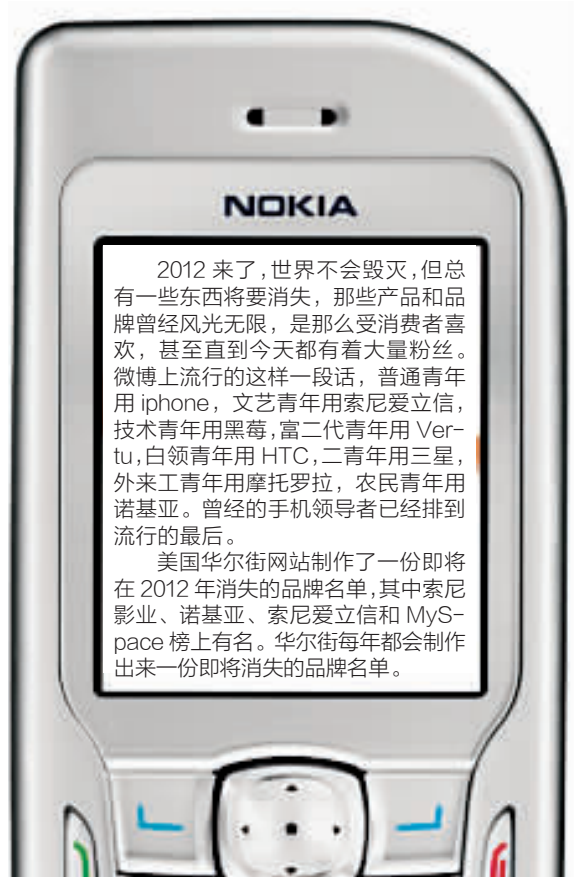 NOKIA
2012 来了,世界不会毁灭,但总
有一些东西将要消失，那些产品和品
牌曾经风光无限，是那么受消费者喜
欢，甚至直到今天都有着大量粉丝。
微博上流行的这样一段话，普通青年
用 iphone，文艺青年用索尼爱立信，
技术青年用黑莓,富二代青年用 Ver-
tu,白领青年用 HTC,二青年用三星，
外来工青年用摩托罗拉，农民青年用
诺基亚。曾经的手机领导者已经排到
流行的最后。
美国华尔街网站制作了一份即将
在 2012 年消失的品牌名单,其中索尼
影业、诺基亚、索尼爱立信和 MyS-
pace 榜上有名。华尔街每年都会制作
出来一份即将消失的品牌名单。